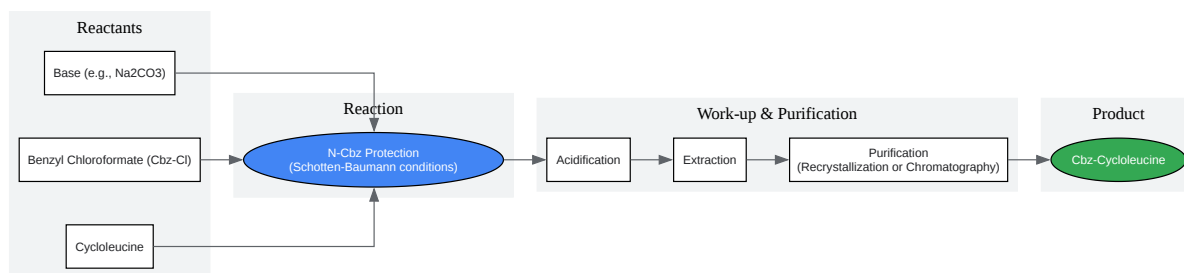 Reactants
Base (e.g., Na2CO3)
Benzyl Chloroformate (Cbz-Cl)
Cycloleucine
Reaction
N-Cbz Protection
(Schotten-Baumann conditions)
Work-up & Purification
Acidification
Extraction
Purification
(Recrystallization or Chromatography)
Product
Cbz-Cycloleucine